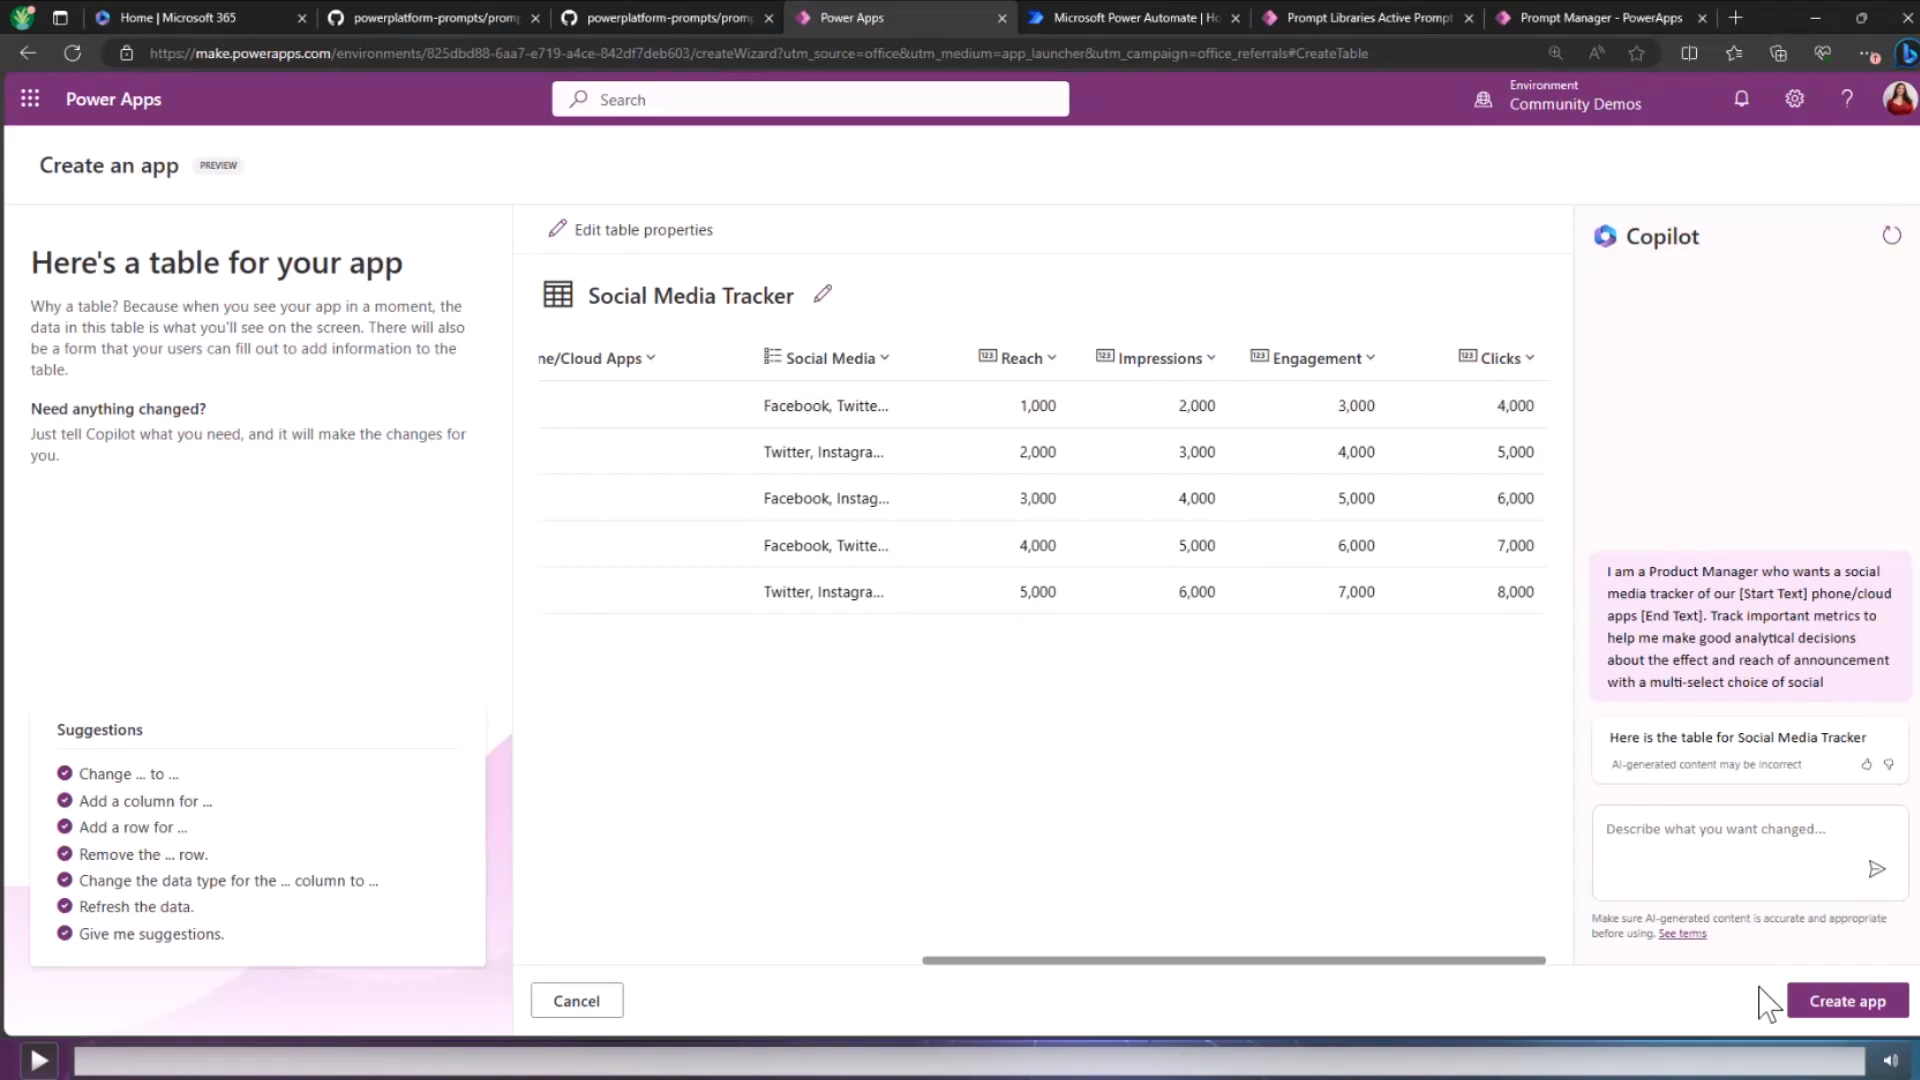 Home | Microsoft 365
powerplatform-prompts/promp
powerplatform-prompts/promp
Power Apps
Microsoft Power Automate | Ho
Prompt Libraries Active Prompt
Prompt Manager - PowerApps
https://make.powerapps.com/environments/825dbd88-6aa7-e719-a4ce-842df7deb603/createWizard?utm_source=office&utm_medium=app_launcher&utm_campaign=office_referrals#CreateTable
Power Apps
Search
Environment
Community Demos
Create an app
PREVIEW
Here's a table for your app
Why a table? Because when you see your app in a moment, the
data in this table is what you'll see on the screen. There will also
be a form that your users can fill out to add information to the
table.
Need anything changed?
Just tell Copilot what you need, and it will make the changes for
you.
Suggestions
Change ... to ...
Add a column for ...
Add a row for ...
Remove the ... row.
Change the data type for the ... column to ...
Refresh the data.
Give me suggestions.
Edit table properties
Social Media Tracker
ne/Cloud Apps Social Media Reach Impressions Engagement Clicks
Facebook, Twitte... 1,000 2,000 3,000 4,000
Twitter, Instagra... 2,000 3,000 4,000 5,000
Facebook, Instag... 3,000 4,000 5,000 6,000
Facebook, Twitte... 4,000 5,000 6,000 7,000
Twitter, Instagra... 5,000 6,000 7,000 8,000
Cancel
Copilot
I am a Product Manager who wants a social
media tracker of our [Start Text] phone/cloud
apps [End Text]. Track important metrics to
help me make good analytical decisions
about the effect and reach of announcement
with a multi-select choice of social
Here is the table for Social Media Tracker
AI-generated content may be incorrect
Describe what you want changed...
Make sure AI-generated content is accurate and appropriate
before using. See terms
Create app